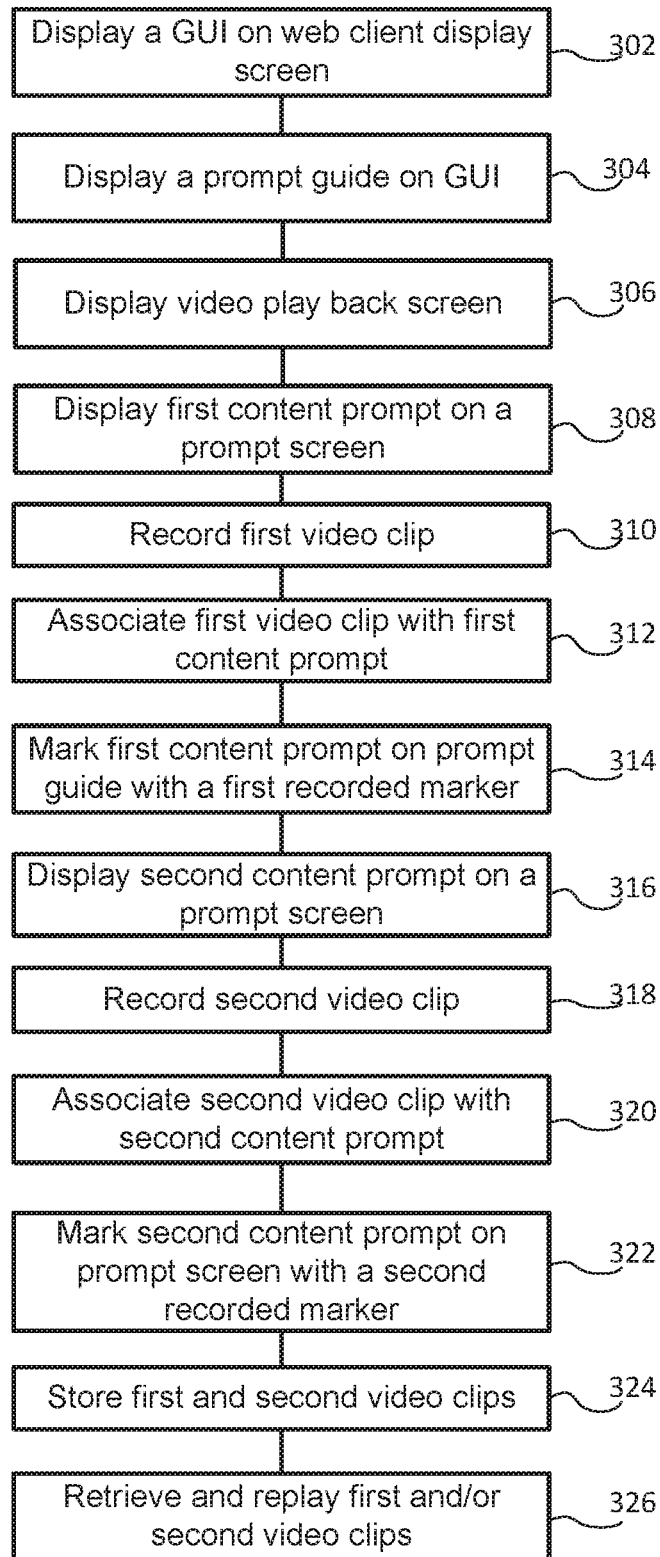 Display a GUI on web client display
screen
302
Display a prompt guide on GUI
304
Display video play back screen
306
Display first content prompt on a
prompt screen
308
Record first video clip
310
Associate first video clip with first
content prompt
312
Mark first content prompt on prompt
guide with a first recorded marker
314
Display second content prompt on a
prompt screen
316
Record second video clip
318
Associate second video clip with
second content prompt
320
Mark second content prompt on
prompt screen with a second
recorded marker
322
Store first and second video clips
324
Retrieve and replay first and/or
second video clips
326